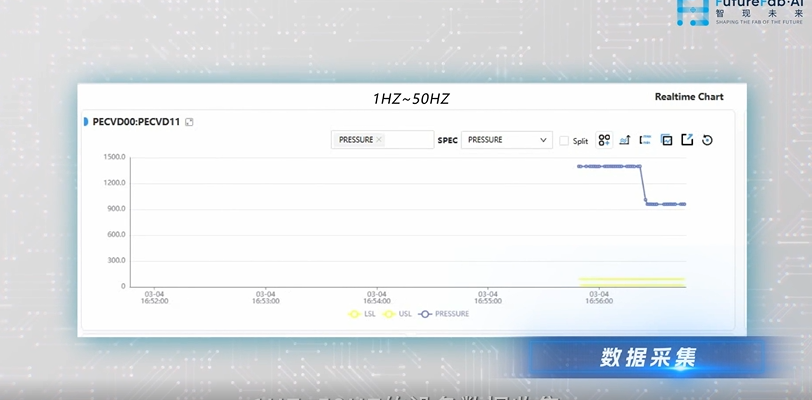 FutureFab·AI
智现未来
SHAPING THE FAB OF THE FUTURE
1HZ~50HZ
Realtime Chart
PECVD00:PECVD11
PRESSURE
SPEC
PRESSURE
Split
1500.0
1200.0
900.0
600.0
300.0
0
03-04
16:52:00
03-04
16:53:00
03-04
16:54:00
03-04
16:55:00
03-04
16:56:00
LSL
USL
PRESSURE
数据采集